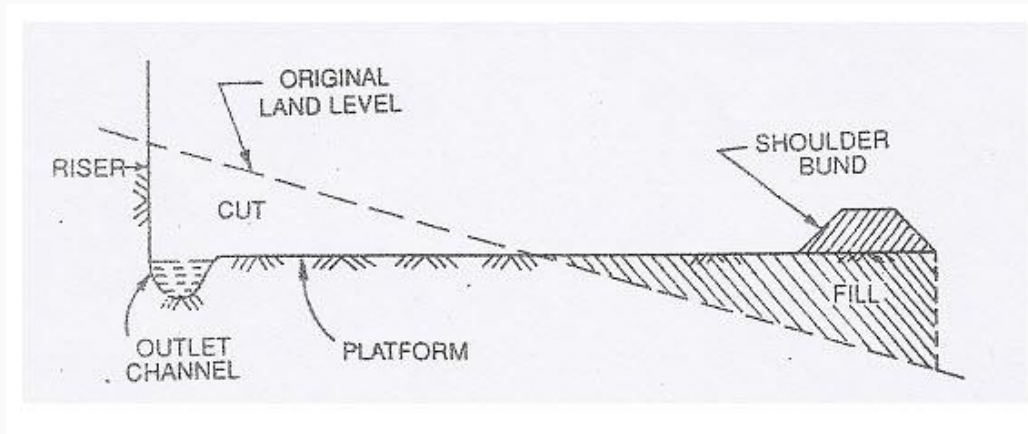 ORIGINAL
LAND LEVEL
SHOULDER
BUND
RISER
CUT
FILL
OUTLET
CHANNEL
PLATFORM